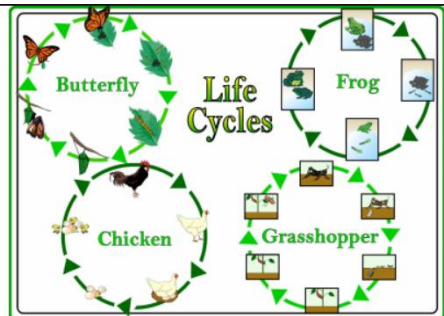 Butterfly
Life
Cycles
Frog
Chicken
Grasshopper